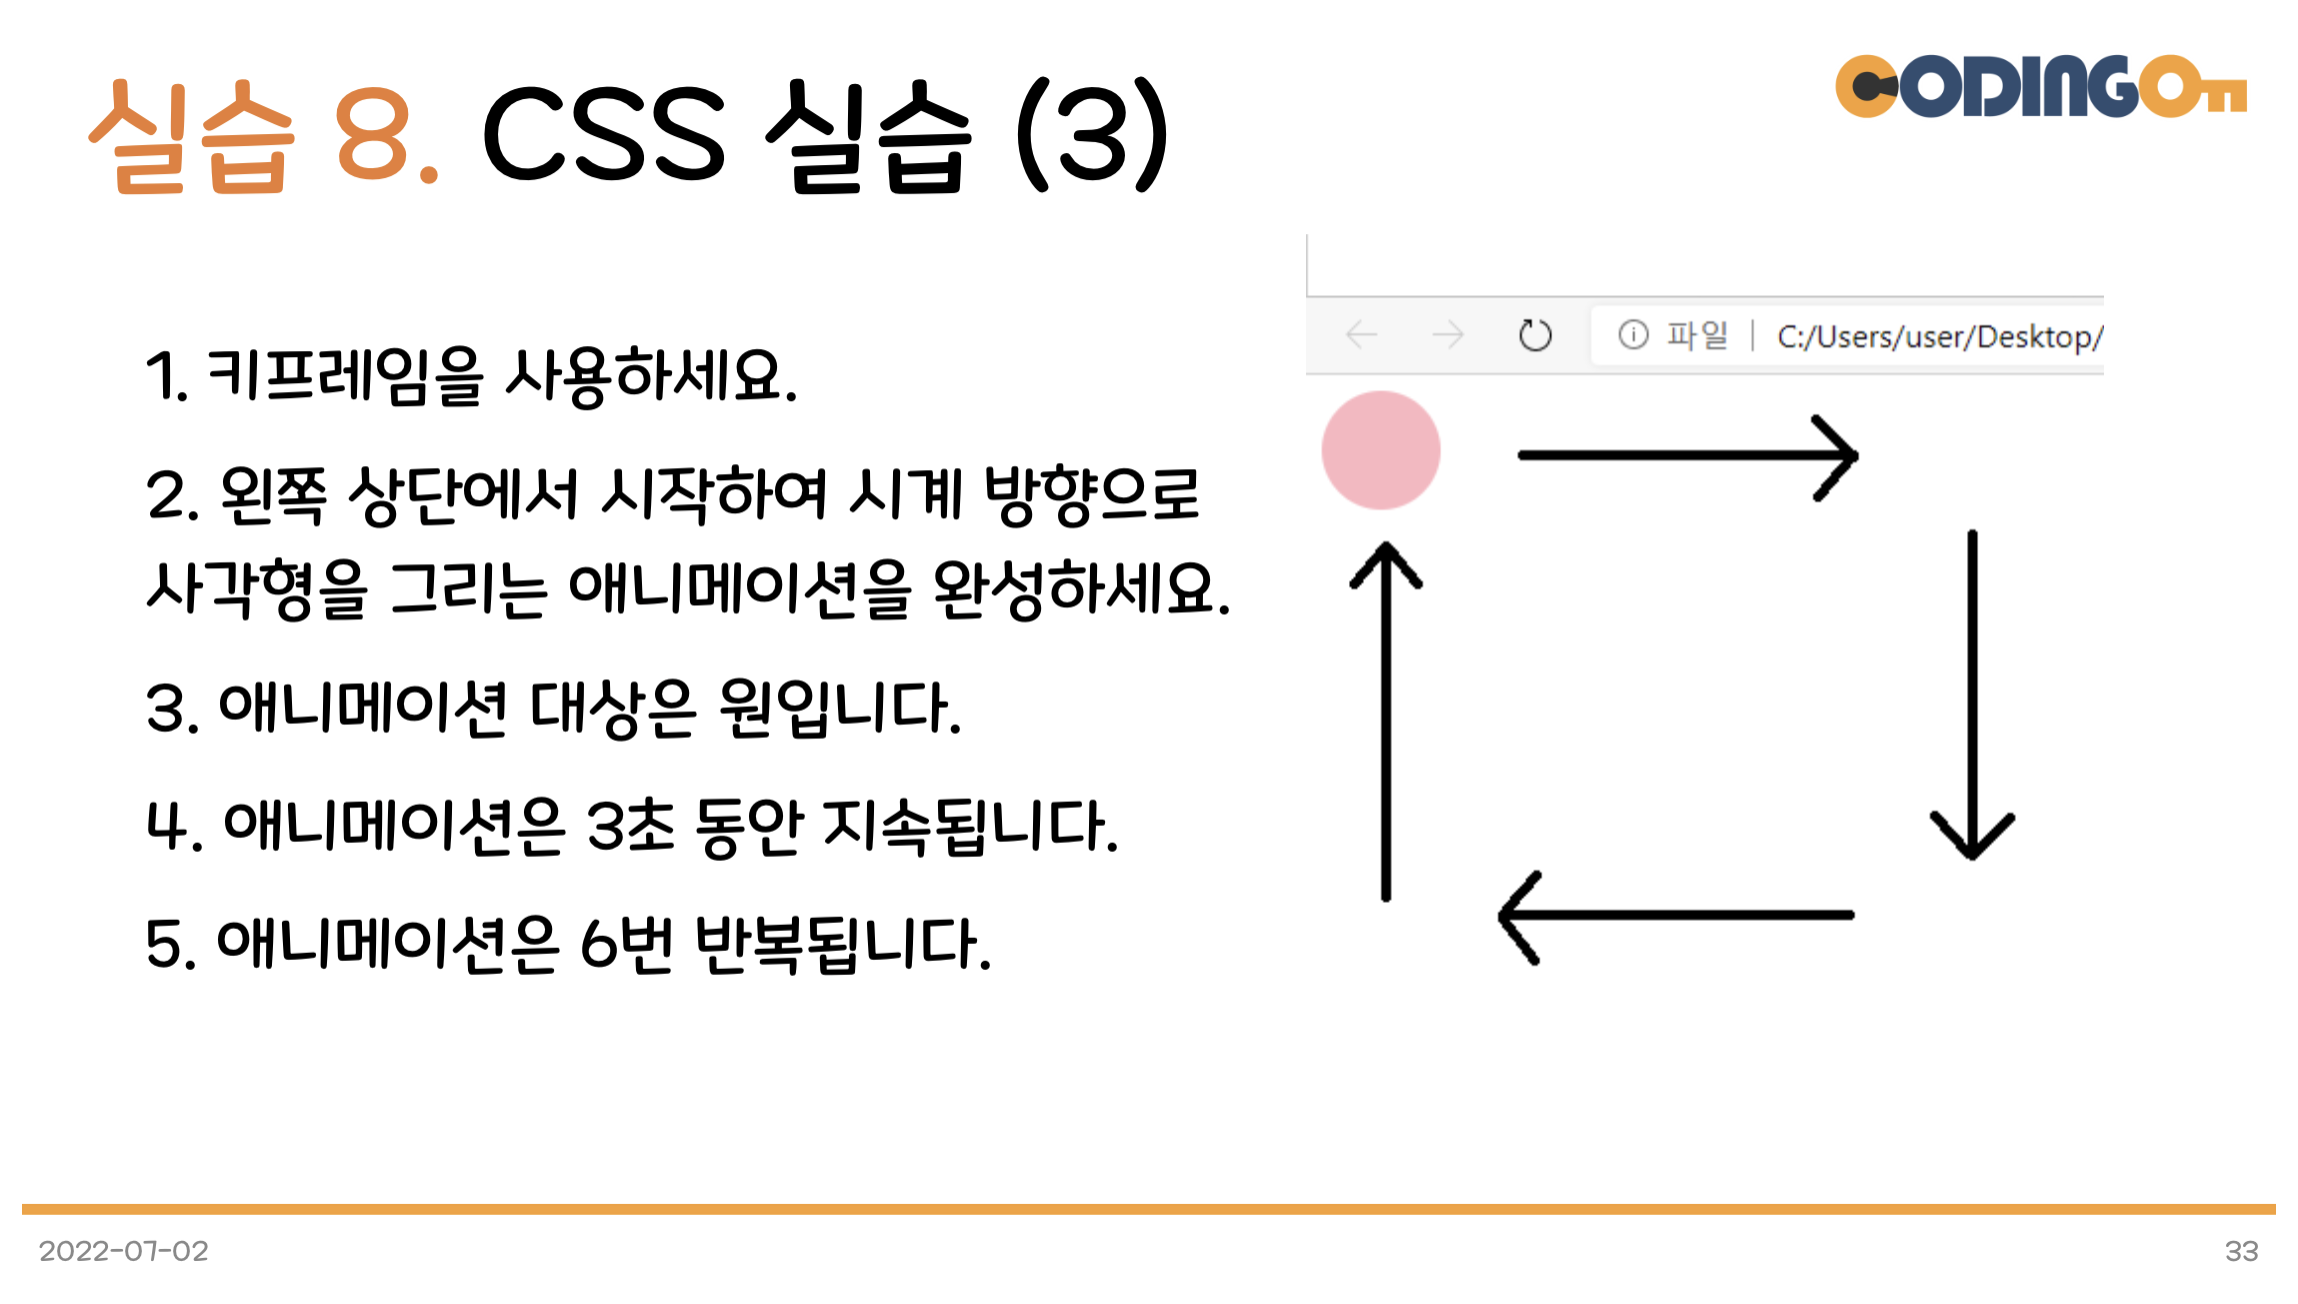 실습 8. CSS 실습 (3)
CODINGOn
1. 키프레임을 사용하세요.
2. 왼쪽 상단에서 시작하여 시계 방향으로
사각형을 그리는 애니메이션을 완성하세요.
3. 애니메이션 대상은 원입니다.
4. 애니메이션은 3초 동안 지속됩니다.
5. 애니메이션은 6번 반복됩니다.
파일 | C:/Users/user/Desktop/
2022-07-02
33